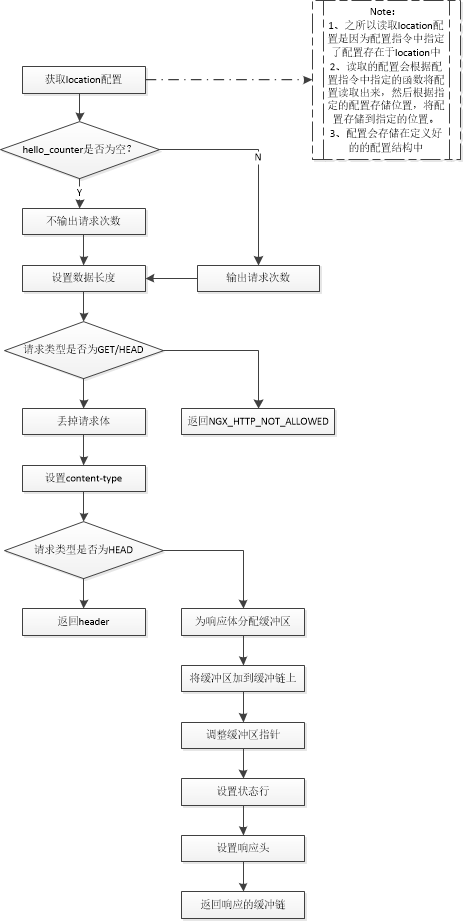 Note:
1、之所以读取location配
置是因为配置指令中指定
了配置存在于location中
2、读取的配置会根据配
置指令中指定的函数将配
置读取出来，然后根据指
定的配置存储位置，将配
置存储到指定的位置。
3、配置会存储在定义好
的的配置结构中
获取location配置
hello_counter是否为空?
N
Y
不输出请求次数
设置数据长度
输出请求次数
请求类型是否为GET/HEAD
丢掉请求体
返回NGX_HTTP_NOT_ALLOWED
设置content-type
请求类型是否为HEAD
返回header
为响应体分配缓冲区
将缓冲区加到缓冲链上
调整缓冲区指针
设置状态行
设置响应头
返回响应的缓冲链